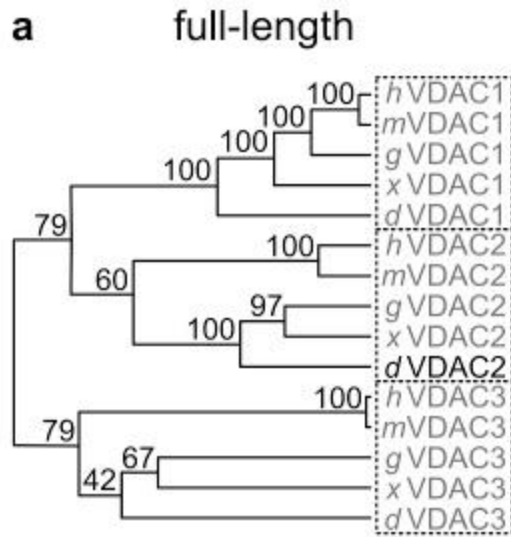 a full-length
100 hVDAC1
100 mVDAC1
100 gVDAC1
100 xVDAC1
dVDAC1
79
100 hVDAC2
60 mVDAC2
97 gVDAC2
100 xVDAC2
dVDAC2
100 hVDAC3
79 mVDAC3
67 gVDAC3
42 xVDAC3
dVDAC3